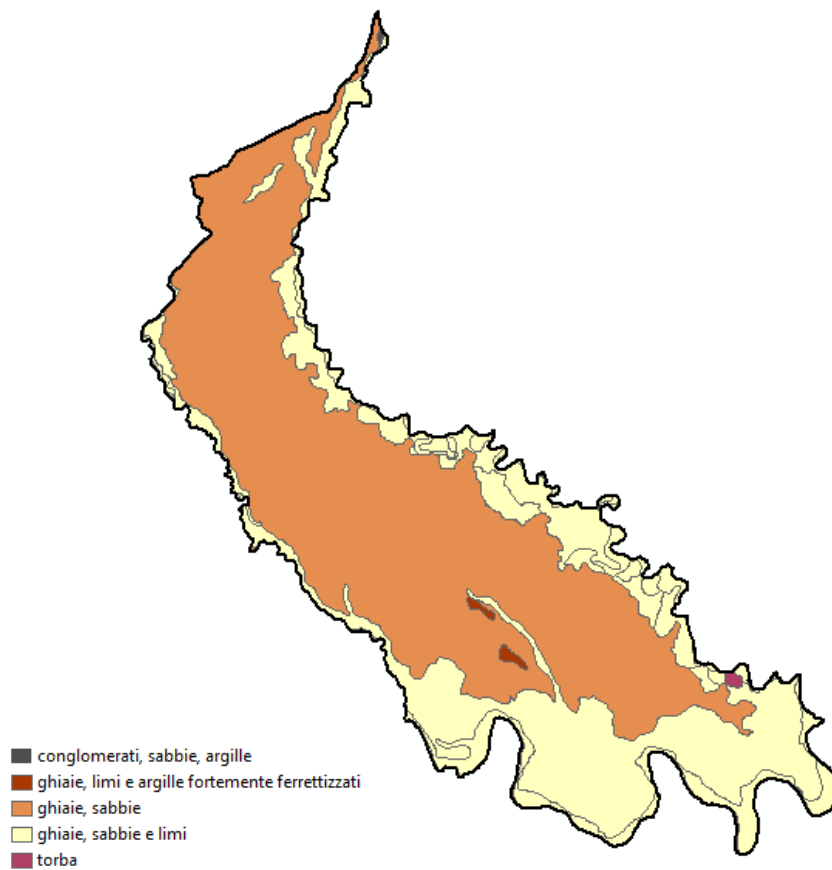 conglomerati, sabbie, argille
ghiaie, limi e argille fortemente ferrettizzati
ghiaie, sabbie
ghiaie, sabbie e limi
torba